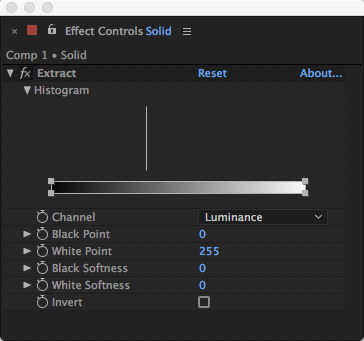 Effect Controls Solid
Comp 1 • Solid
fx Extract Reset About...
Histogram
Channel Luminance
Black Point 0
White Point 255
Black Softness 0
White Softness 0
Invert